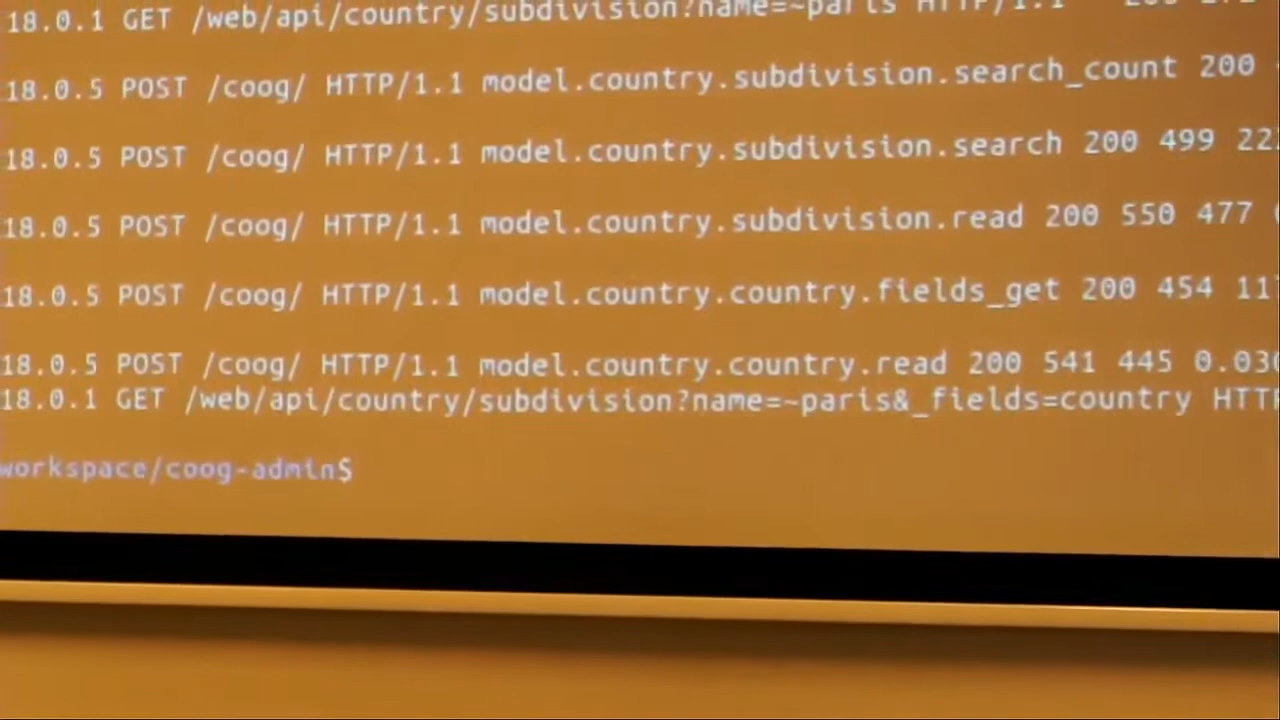 18.0.1 GET /web/api/country/subdivision?name=~paris HTTP/1.1
18.0.5 POST /coog/ HTTP/1.1 model.country.subdivision.search_count 200
18.0.5 POST /coog/ HTTP/1.1 model.country.subdivision.search 200 499 22
18.0.5 POST /coog/ HTTP/1.1 model.country.subdivision.read 200 550 477
18.0.5 POST /coog/ HTTP/1.1 model.country.country.fields_get 200 454 11
18.0.5 POST /coog/ HTTP/1.1 model.country.country.read 200 541 445 0.030
18.0.1 GET /web/api/country/subdivision?name=~paris&_fields=country HTT
workspace/coog-admin$